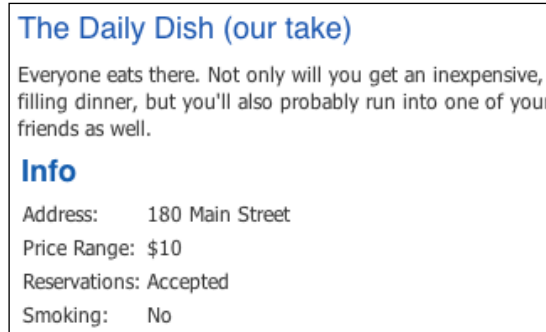 The Daily Dish (our take)
Everyone eats there. Not only will you get an inexpensive,
filling dinner, but you'll also probably run into one of your
friends as well.
Info
Address: 180 Main Street
Price Range: $10
Reservations: Accepted
Smoking: No